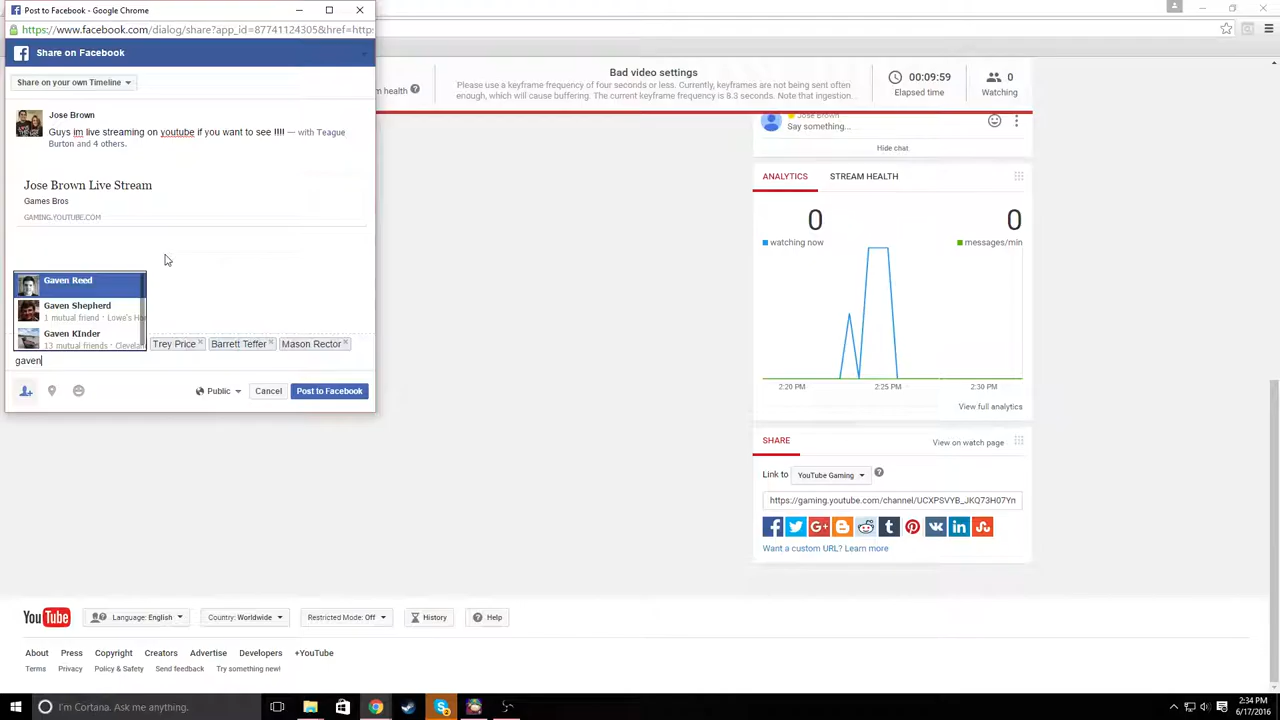 Post to Facebook - Google Chrome
https://www.facebook.com/dialog/share?app_id=87741124305&href=http:
Share on Facebook
Share on your own Timeline
Jose Brown
Guys im live streaming on youtube if you want to see !!!! — with Teague
Burton and 4 others.
Jose Brown Live Stream
Games Bros
GAMING.YOUTUBE.COM
Gaven Reed
Gaven Shepherd
1 mutual friend · Lowe's Ho
Gaven KInder
13 mutual friends · Clevelan
Trey Price Barrett Teffer Mason Rector
gaven
Public Cancel Post to Facebook
m health
Bad video settings
Please use a keyframe frequency of four seconds or less. Currently, keyframes are not being sent often
enough, which will cause buffering. The current keyframe frequency is 8.3 seconds. Note that ingestion...
00:09:59
Elapsed time
0
Watching
Jose Brown
Say something...
Hide chat
ANALYTICS STREAM HEALTH
0 0
watching now messages/min
2:20 PM 2:25 PM 2:30 PM
View full analytics
SHARE View on watch page
Link to YouTube Gaming
https://gaming.youtube.com/channel/UCXPSVYB_JKQ73H07Yn
Want a custom URL? Learn more
YouTube Language: English Country: Worldwide Restricted Mode: Off History Help
About Press Copyright Creators Advertise Developers +YouTube
Terms Privacy Policy & Safety Send feedback Try something new!
I'm Cortana. Ask me anything.
2:34 PM
6/17/2016